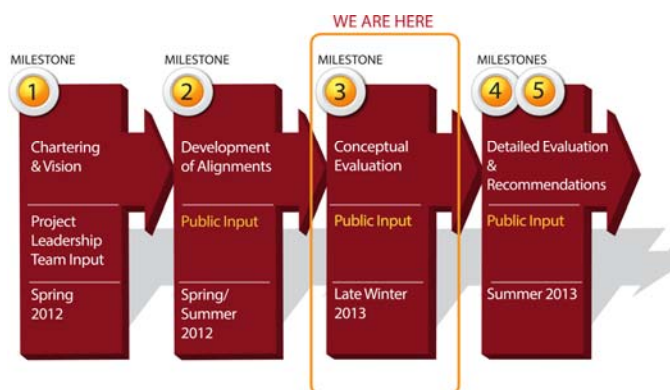 WE ARE HERE
MILESTONE
1
Chartering
& Vision
Project
Leadership
Team Input
Spring
2012
MILESTONE
2
Development
of Alignments
Public Input
Spring/
Summer
2012
MILESTONE
3
Conceptual
Evaluation
Public Input
Late Winter
2013
MILESTONES
4 5
Detailed Evaluation
&
Recommendations
Public Input
Summer 2013